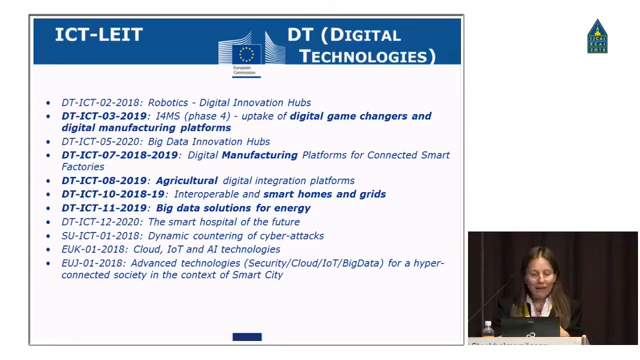 ICT-LEIT
DT (DIGITAL
TECHNOLOGIES)
European
Commission
• DT-ICT-02-2018: Robotics - Digital Innovation Hubs
• DT-ICT-03-2019: I4MS (phase 4) - uptake of digital game changers and
digital manufacturing platforms
• DT-ICT-05-2020: Big Data Innovation Hubs
• DT-ICT-07-2018-2019: Digital Manufacturing Platforms for Connected Smart
Factories
• DT-ICT-08-2019: Agricultural digital integration platforms
• DT-ICT-10-2018-19: Interoperable and smart homes and grids
• DT-ICT-11-2019: Big data solutions for energy
• DT-ICT-12-2020: The smart hospital of the future
• SU-ICT-01-2018: Dynamic countering of cyber-attacks
• EUK-01-2018: Cloud, IoT and AI technologies
• EUJ-01-2018: Advanced technologies (Security/Cloud/IoT/BigData) for a hyper-
connected society in the context of Smart City